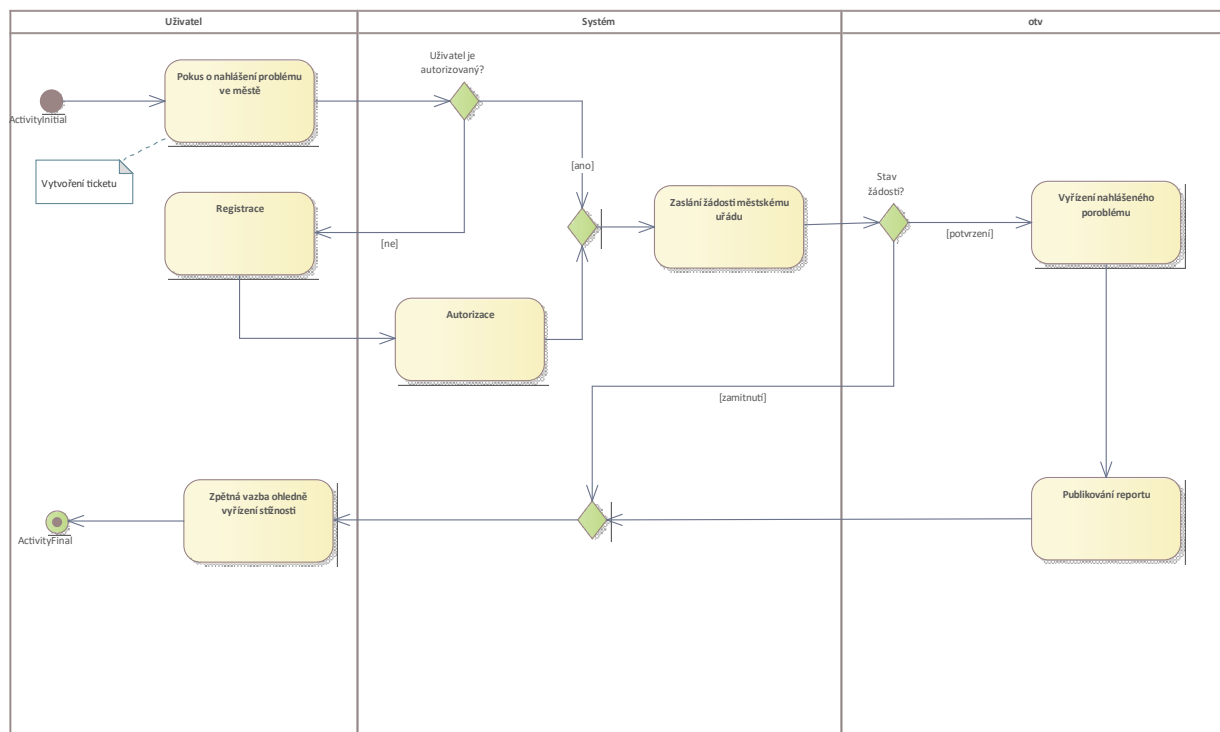 Uživatel
Systém
otv
Uživatel je
autorizovaný?
Pokus o nahlášení problému
ve městě
ActivityInitial
Vytvoření ticketu
[ano]
Stav
žádosti?
Zaslání žádosti městskému
uřádu
Vyřízení nahlášeného
poroblému
Registrace
[ne]
[potvrzení]
Autorizace
[zamitnutí]
Zpětná vazba ohledně
vyřízení stížnosti
Publikování reportu
ActivityFinal